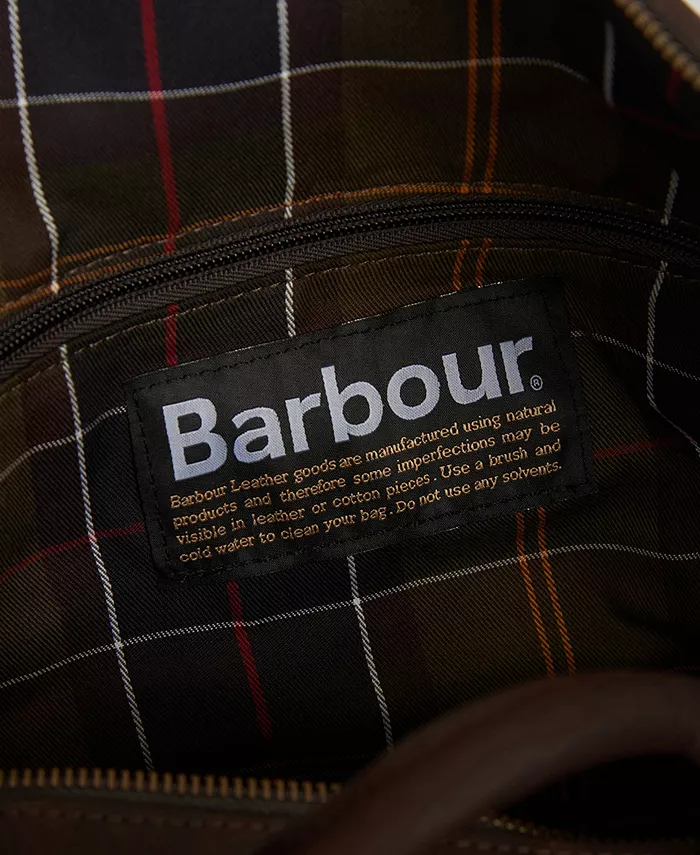 Barbour®
Barbour Leather goods are manufactured using natural
products and therefore some imperfections may be
visible in leather or cotton pieces. Use a brush and
cold water to clean your bag. Do not use any solvents.